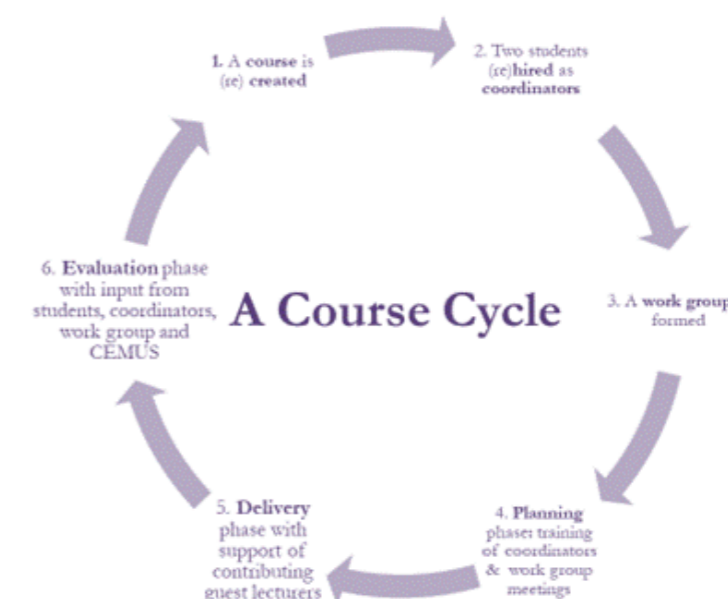 1. A course is
(re) created
2. Two students
(re)hired as
coordinators
3. A work group
formed
4. Planning
phase: training
of coordinators
& work group
meetings
5. Delivery
phase with
support of
contributing
guest lecturers
6. Evaluation phase
with input from
students, coordinators,
work group and
CEMUS
A Course Cycle